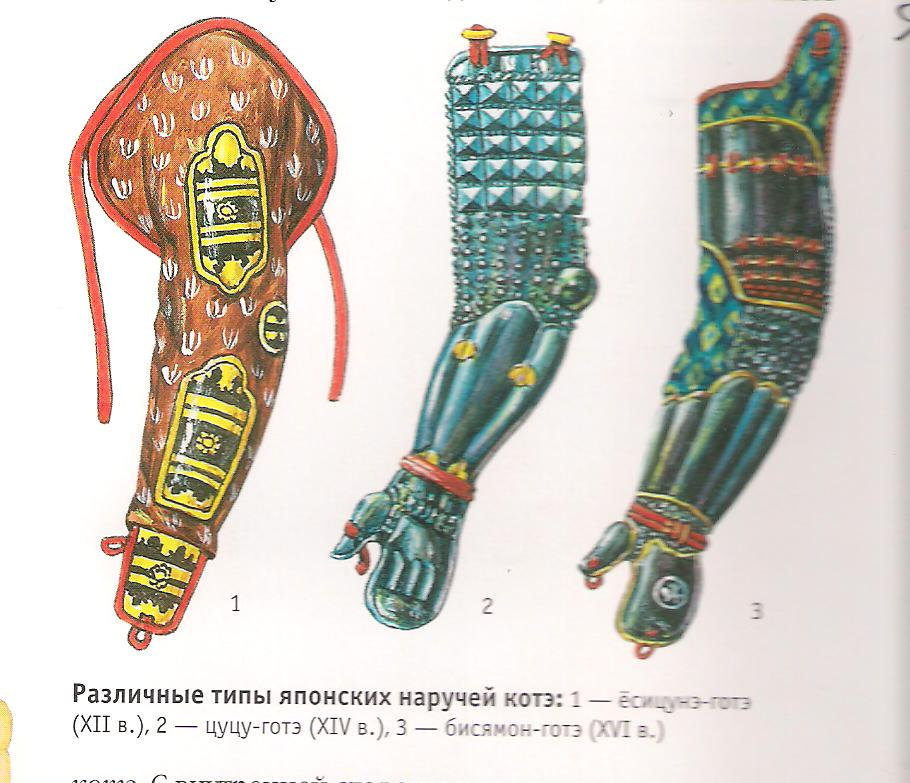 1
2
3
Различные типы японских наручей котэ: 1 — ёсицунэ-готэ
(XII в.), 2 — цуцу-готэ (XIV в.), 3 — бисямон-готэ (XVI в.)